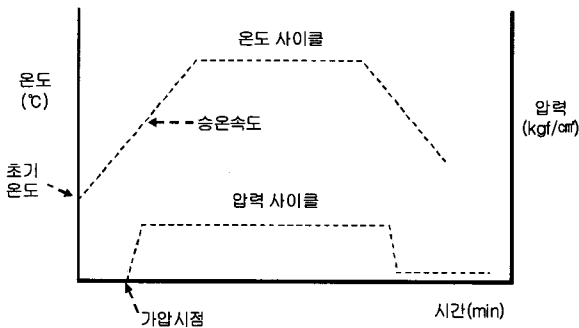 온도 사이클
온도
(℃)
압력
(kgf/㎠)
승온속도
초기
온도
압력 사이클
가압시점
시간(min)